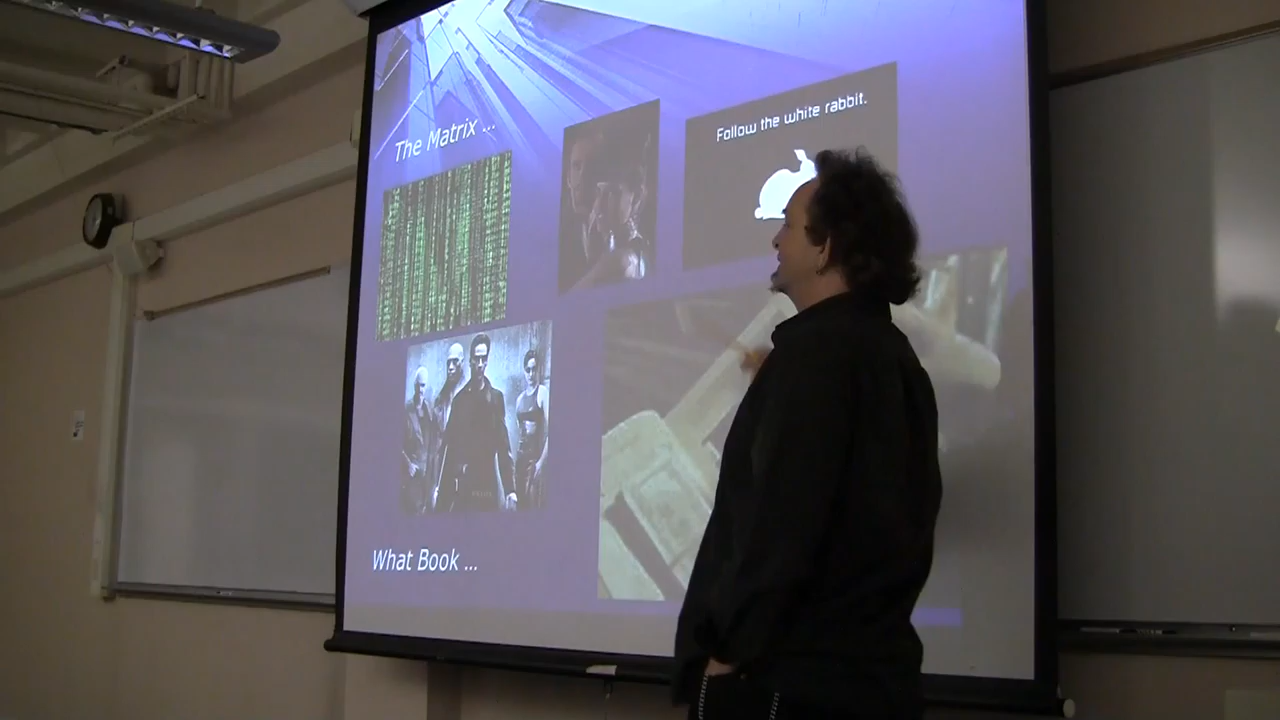 The Matrix ...
Follow the white rabbit.
What Book ...